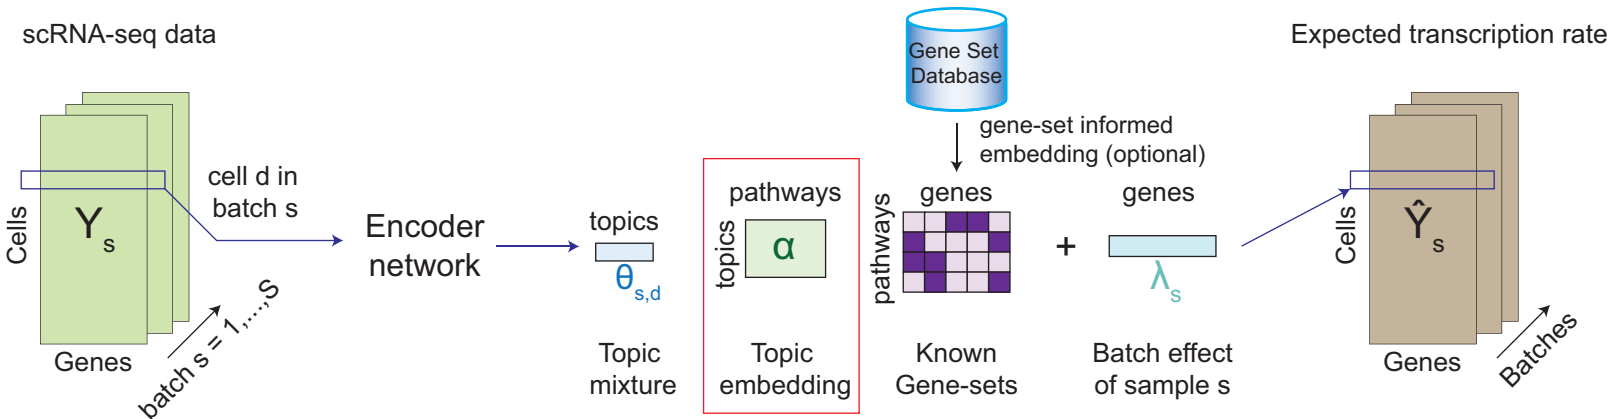 scRNA-seq data
Cells
Y s
Genes
batch s = 1,...,S
cell d in
batch s
Encoder
network
topics
θ s,d
Topic
mixture
pathways
topics
α
Topic
embedding
Gene Set
Database
gene-set informed
embedding (optional)
genes
pathways
Known
Gene-sets
+
genes
λ s
Batch effect
of sample s
Expected transcription rate
Cells
Ŷ s
Genes
Batches